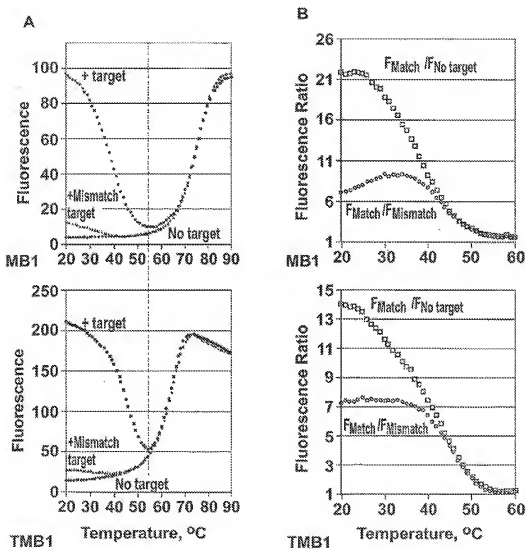 A
B
100
80
60
40
20
0
Fluorescence
+ target
+Mismatch
target
No target
20 30 40 50 60 70 80 90
MB1
26
21
16
11
6
1
Fluorescence Ratio
FMatch /FNo target
FMatch/FMismatch
20 40 60
MB1
250
200
150
100
50
0
Fluorescence
+ target
+Mismatch
target
No target
20 30 40 50 60 70 80 90
Temperature, ºC
TMB1
15
13
11
9
7
5
3
1
Fluorescence Ratio
FMatch /FNo target
FMatch/FMismatch
20 30 40 50 60
Temperature, ºC
TMB1